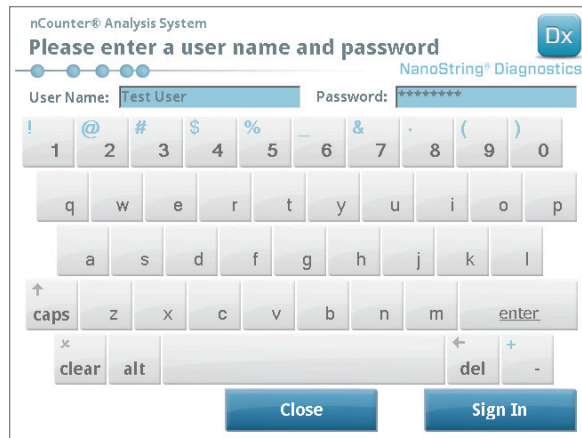 nCounter® Analysis System
Please enter a user name and password
Dx
NanoString® Diagnostics
User Name: Test User Password: ********
! @ # $ % _ & . ( )
1 2 3 4 5 6 7 8 9 0
q w e r t y u i o p
a s d f g h j k l
caps z x c v b n m enter
x + 
clear alt del -
Close Sign In